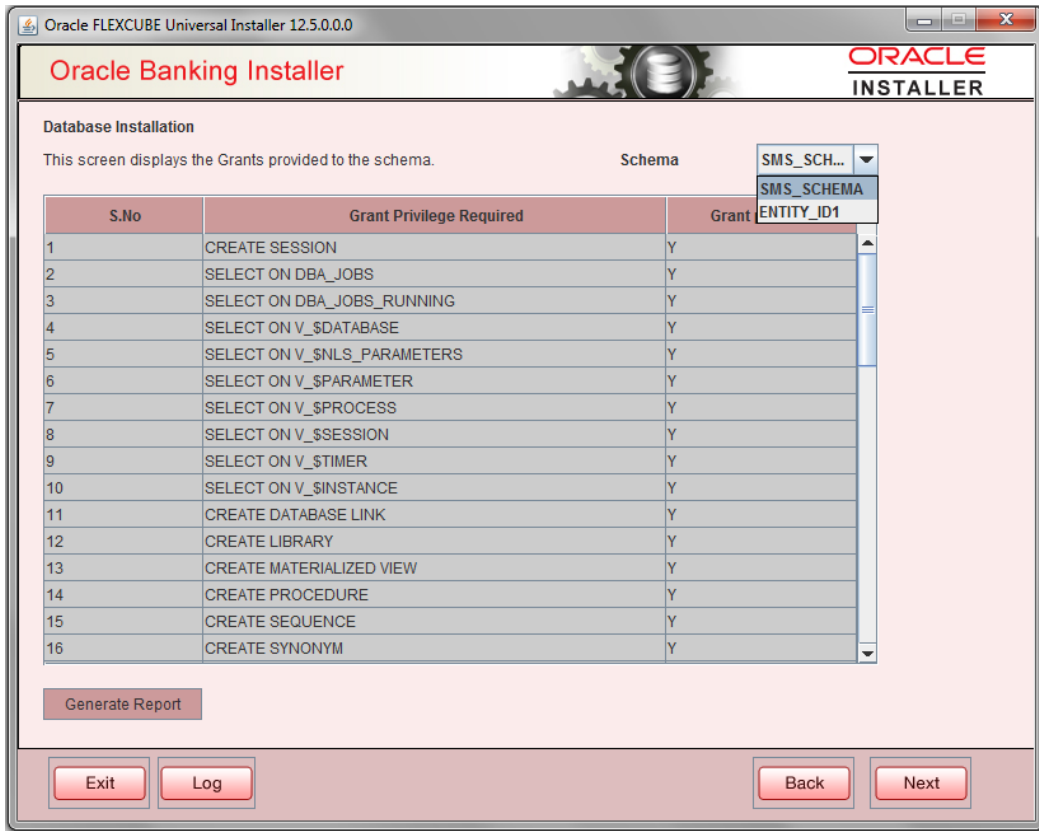 Oracle FLEXCUBE Universal Installer 12.5.0.0.0
Oracle Banking Installer
ORACLE
INSTALLER
Database Installation
This screen displays the Grants provided to the schema. Schema SMS_SCH...
SMS_SCHEMA
ENTITY_ID1
S.No Grant Privilege Required Grant
1 CREATE SESSION Y
2 SELECT ON DBA_JOBS Y
3 SELECT ON DBA_JOBS_RUNNING Y
4 SELECT ON V_$DATABASE Y
5 SELECT ON V_$NLS_PARAMETERS Y
6 SELECT ON V_$PARAMETER Y
7 SELECT ON V_$PROCESS Y
8 SELECT ON V_$SESSION Y
9 SELECT ON V_$TIMER Y
10 SELECT ON V_$INSTANCE Y
11 CREATE DATABASE LINK Y
12 CREATE LIBRARY Y
13 CREATE MATERIALIZED VIEW Y
14 CREATE PROCEDURE Y
15 CREATE SEQUENCE Y
16 CREATE SYNONYM Y
Generate Report
Exit Log Back Next